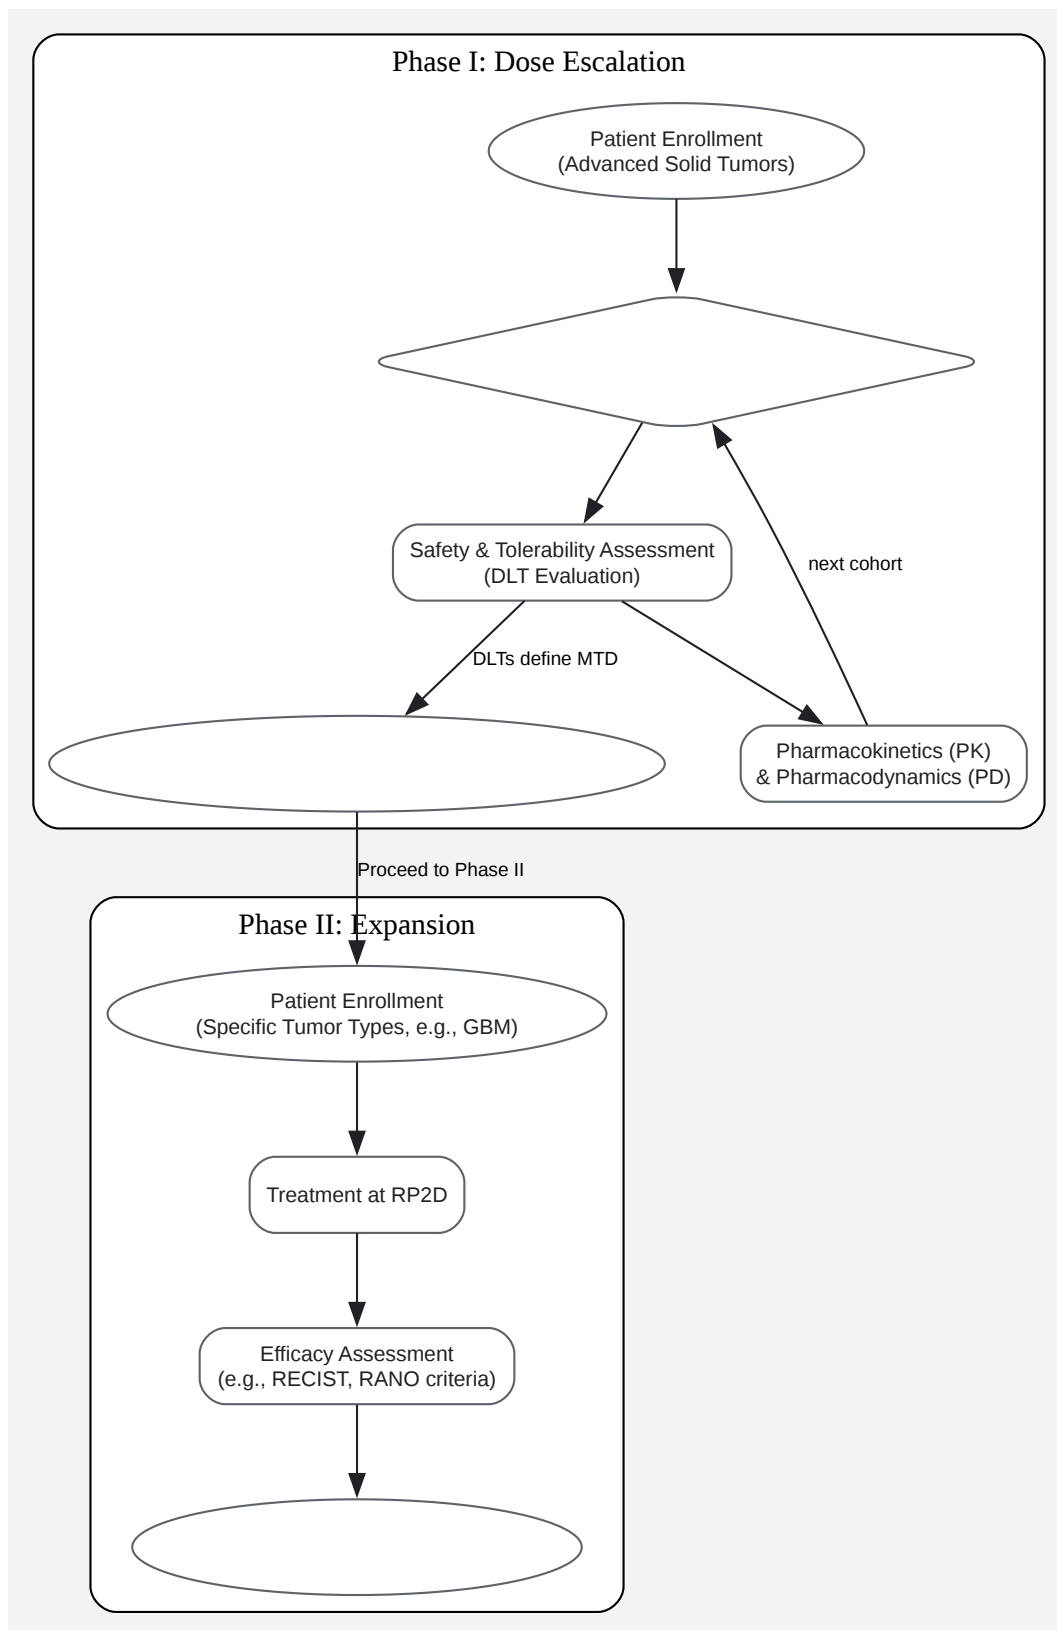 Phase I: Dose Escalation
Patient Enrollment
(Advanced Solid Tumors)
Safety & Tolerability Assessment
(DLT Evaluation)
next cohort
DLTs define MTD
Pharmacokinetics (PK)
& Pharmacodynamics (PD)
Proceed to Phase II
Phase II: Expansion
Patient Enrollment
(Specific Tumor Types, e.g., GBM)
Treatment at RP2D
Efficacy Assessment
(e.g., RECIST, RANO criteria)